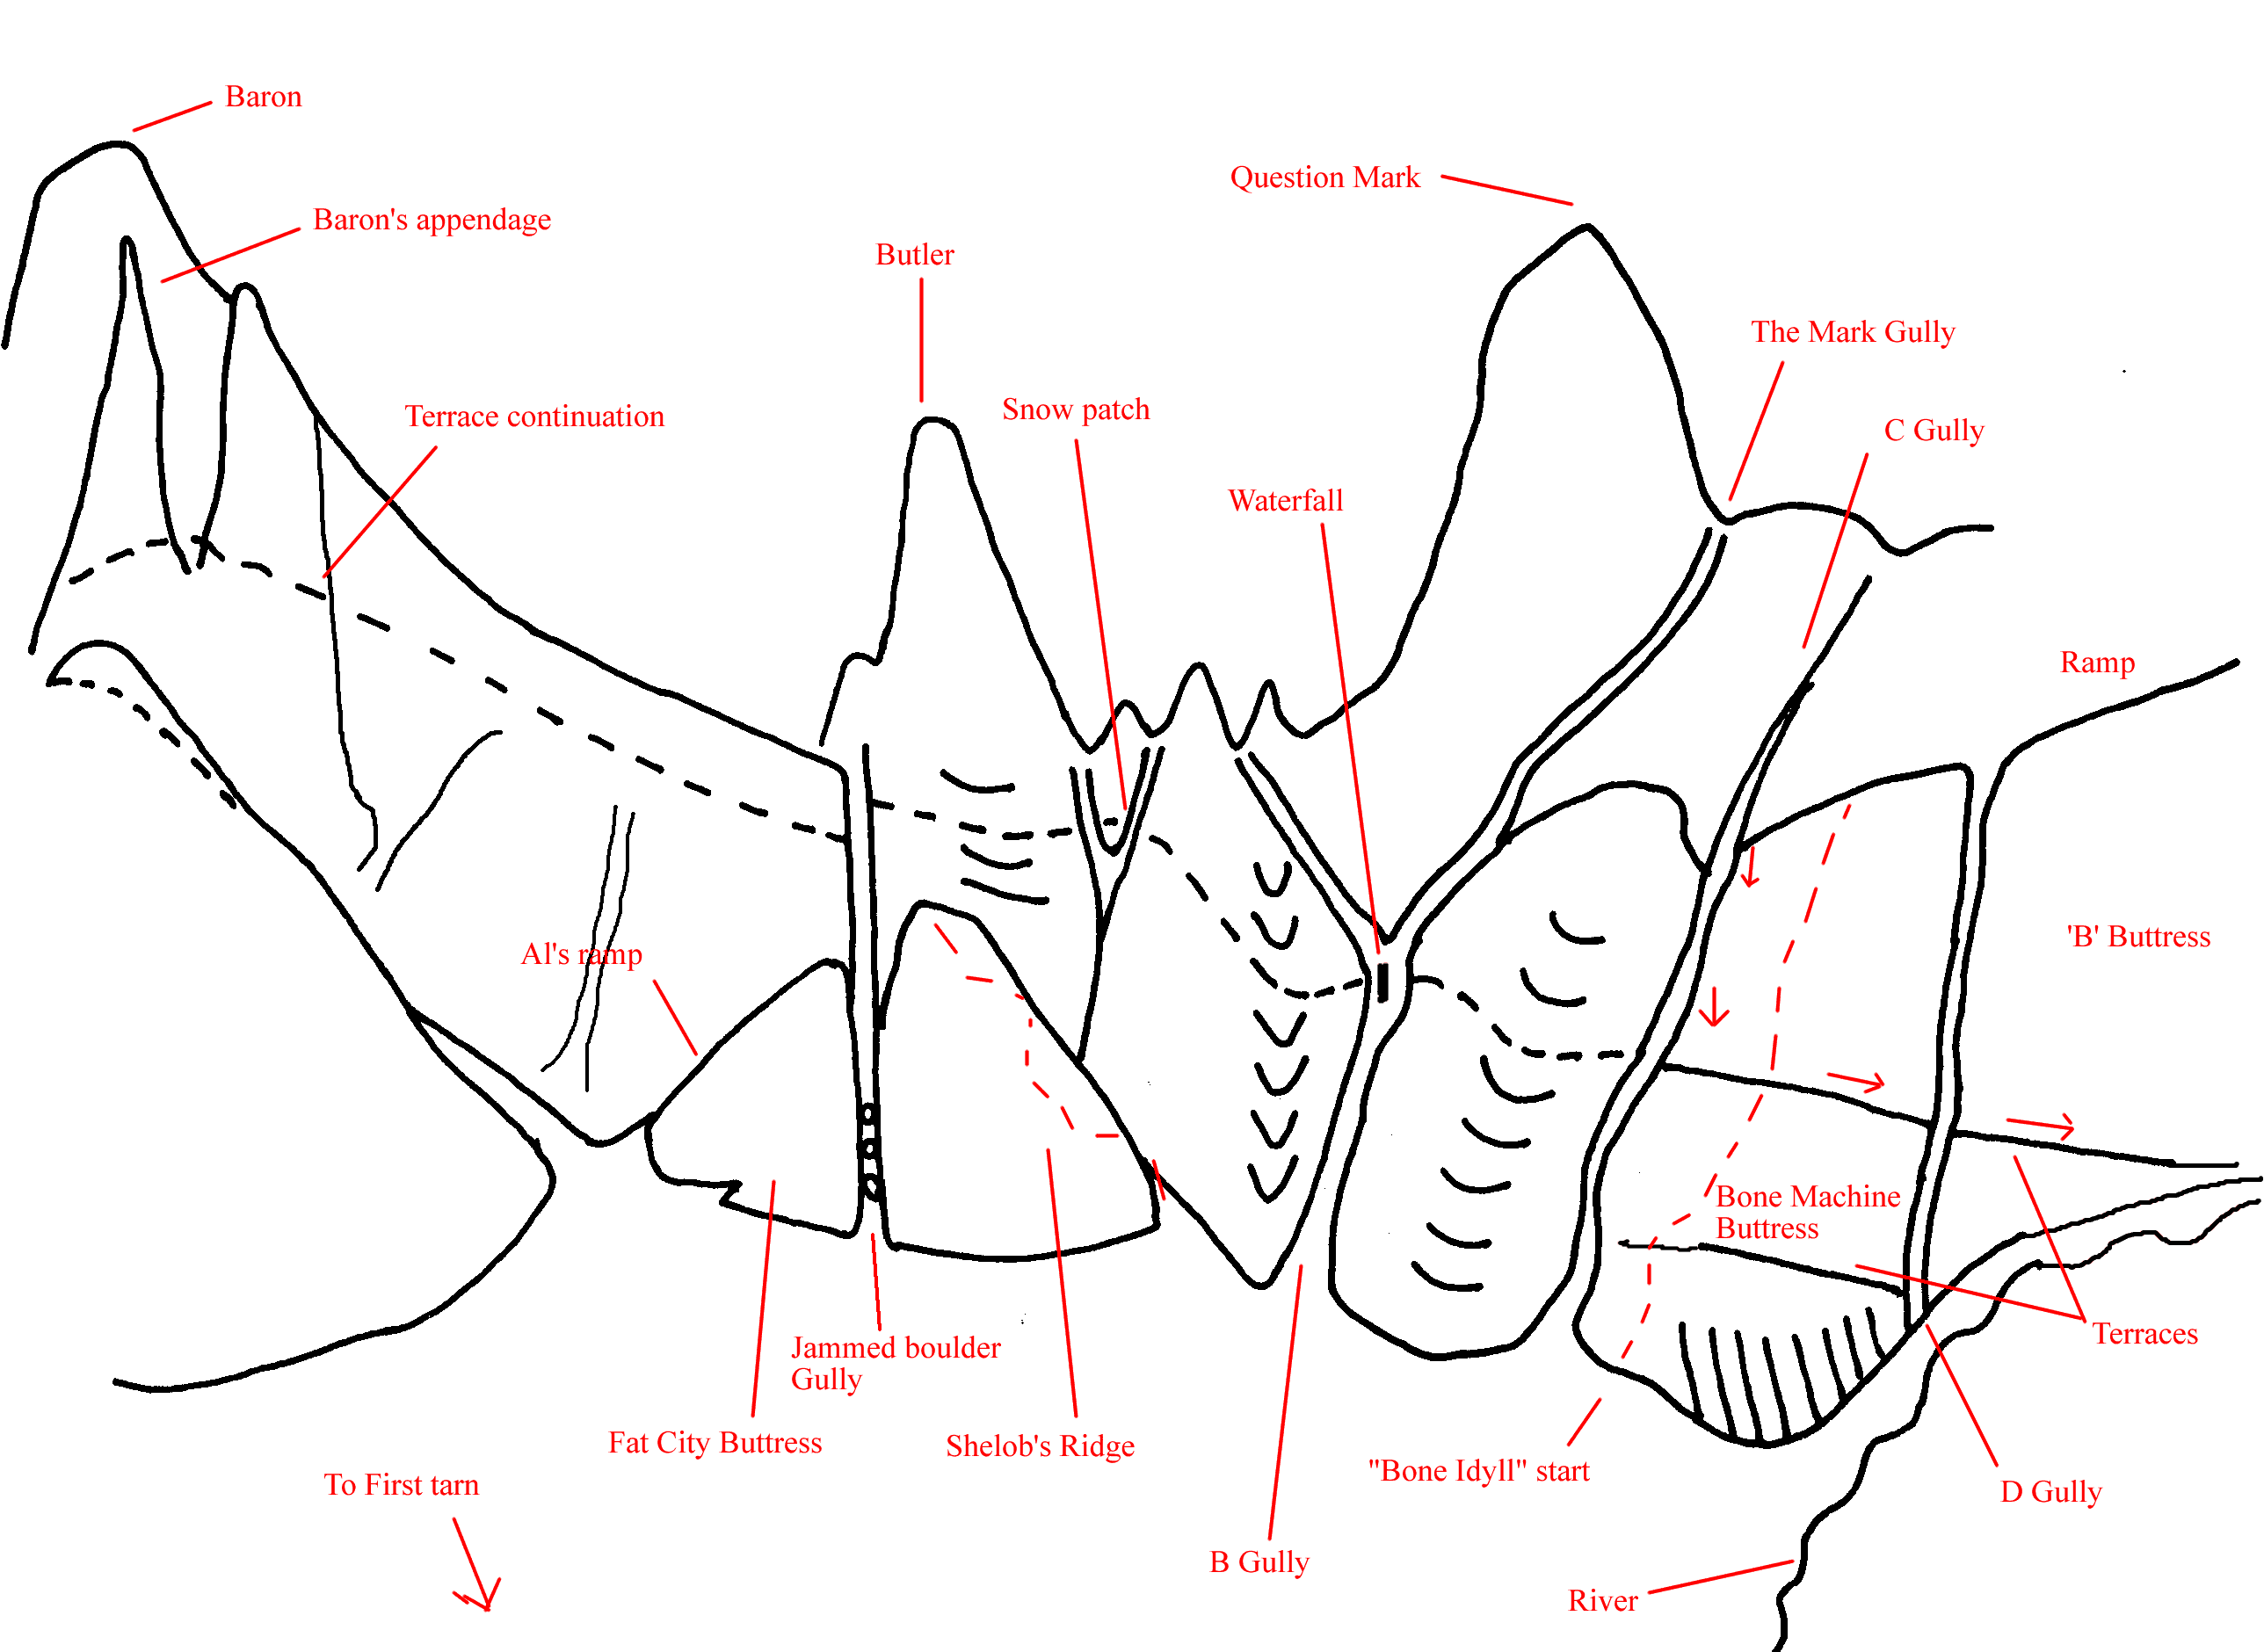 Baron
Question Mark
Baron's appendage
Butler
The Mark Gully
Snow patch
Terrace continuation
C Gully
Waterfall
Ramp
'B' Buttress
Al's ramp
Bone Machine
Buttress
Terraces
Jammed boulder
Gully
Fat City Buttress
Shelob's Ridge
"Bone Idyll" start
To First tarn
D Gully
B Gully
River